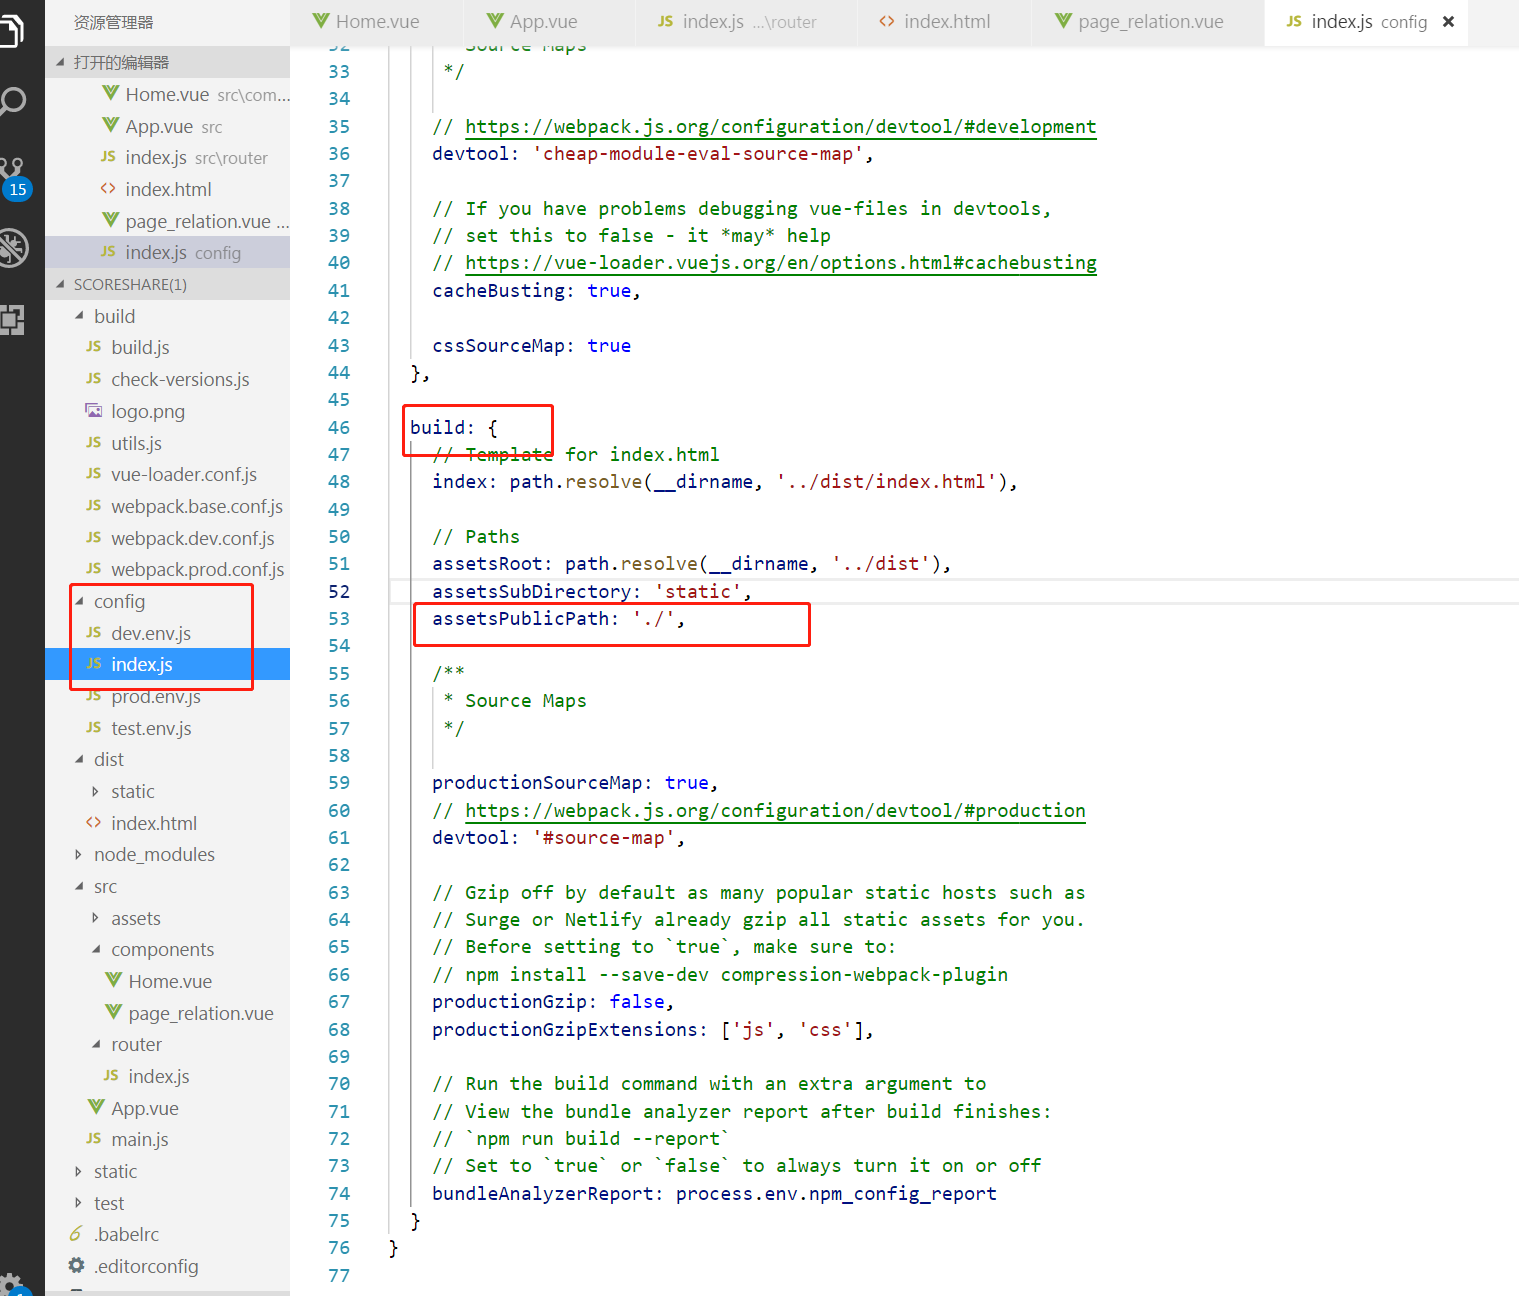 资源管理器
打开的编辑器
Home.vue src\com...
App.vue src
JS index.js src\router
<> index.html
page_relation.vue ...
JS index.js config
15
SCORESHARE(1)
build
JS build.js
JS check-versions.js
logo.png
JS utils.js
JS vue-loader.conf.js
JS webpack.base.conf.js
JS webpack.dev.conf.js
JS webpack.prod.conf.js
config
JS dev.env.js
JS index.js
JS prod.env.js
JS test.env.js
dist
static
<> index.html
node_modules
src
assets
components
Home.vue
page_relation.vue
router
JS index.js
App.vue
JS main.js
static
test
.babelrc
.editorconfig
Home.vue
App.vue
JS index.js ...\router
<> index.html
page_relation.vue
JS index.js config ×
32 Source Maps
33 */
34
35 // https://webpack.js.org/configuration/devtool/#development
36 devtool: 'cheap-module-eval-source-map',
37
38 // If you have problems debugging vue-files in devtools,
39 // set this to false - it *may* help
40 // https://vue-loader.vuejs.org/en/options.html#cachebusting
41 cacheBusting: true,
42
43 cssSourceMap: true
44 },
45
46 build: {
47 // Template for index.html
48 index: path.resolve(__dirname, '../dist/index.html'),
49
50 // Paths
51 assetsRoot: path.resolve(__dirname, '../dist'),
52 assetsSubDirectory: 'static',
53 assetsPublicPath: './',
54
55 /**
56 * Source Maps
57 */
58
59 productionSourceMap: true,
60 // https://webpack.js.org/configuration/devtool/#production
61 devtool: '#source-map',
62
63 // Gzip off by default as many popular static hosts such as
64 // Surge or Netlify already gzip all static assets for you.
65 // Before setting to `true`, make sure to:
66 // npm install --save-dev compression-webpack-plugin
67 productionGzip: false,
68 productionGzipExtensions: ['js', 'css'],
69
70 // Run the build command with an extra argument to
71 // View the bundle analyzer report after build finishes:
72 // `npm run build --report`
73 // Set to `true` or `false` to always turn it on or off
74 bundleAnalyzerReport: process.env.npm_config_report
75 }
76 }
77